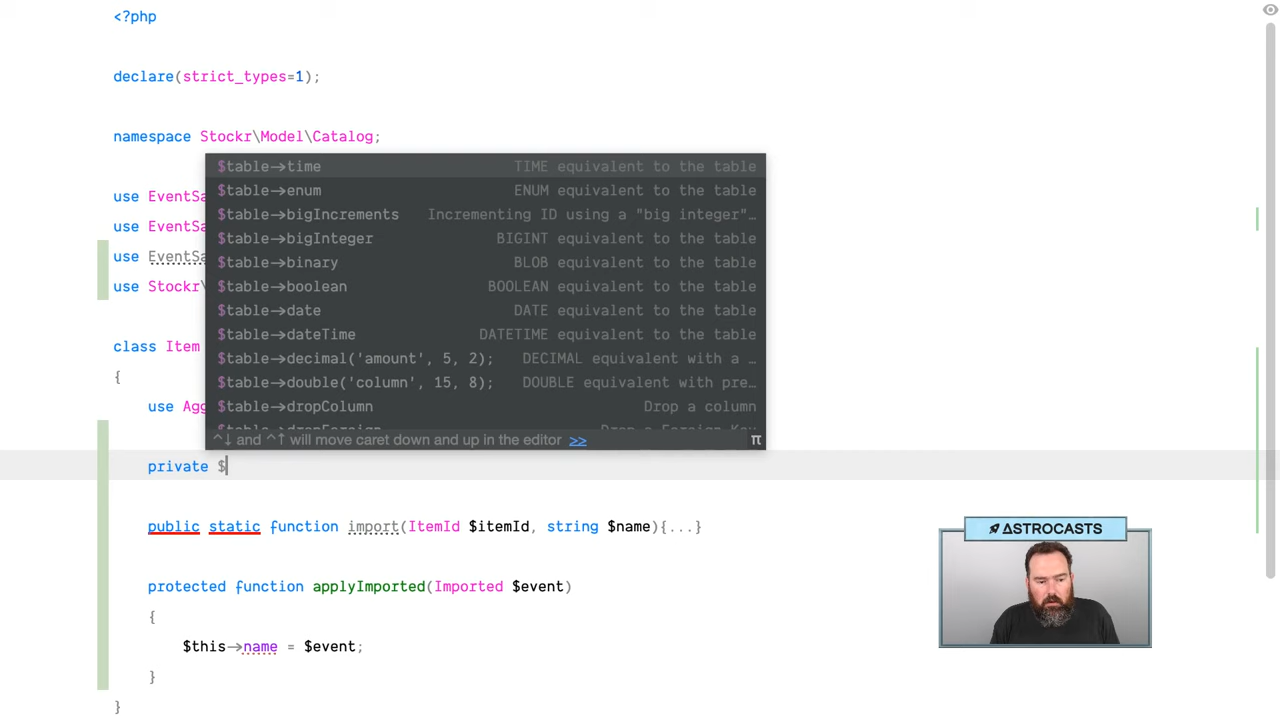 <?php
declare(strict_types=1);
namespace Stockr\Model\Catalog;
use EventSa
use EventSa
use EventSa
use Stockr\
class Item
{
use Agg
$table->time TIME equivalent to the table
$table->enum ENUM equivalent to the table
$table->bigIncrements Incrementing ID using a "big integer"…
$table->bigInteger BIGINT equivalent to the table
$table->binary BLOB equivalent to the table
$table->boolean BOOLEAN equivalent to the table
$table->date DATE equivalent to the table
$table->dateTime DATETIME equivalent to the table
$table->decimal('amount', 5, 2); DECIMAL equivalent with a …
$table->double('column', 15, 8); DOUBLE equivalent with pre…
$table->dropColumn Drop a column
$table->dropForeign Drop a Foreign Key
^↓ and ^↑ will move caret down and up in the editor >> π
private $
public static function import(ItemId $itemId, string $name){...}
protected function applyImported(Imported $event)
{
$this->name = $event;
}
}
ΔSTROCASTS